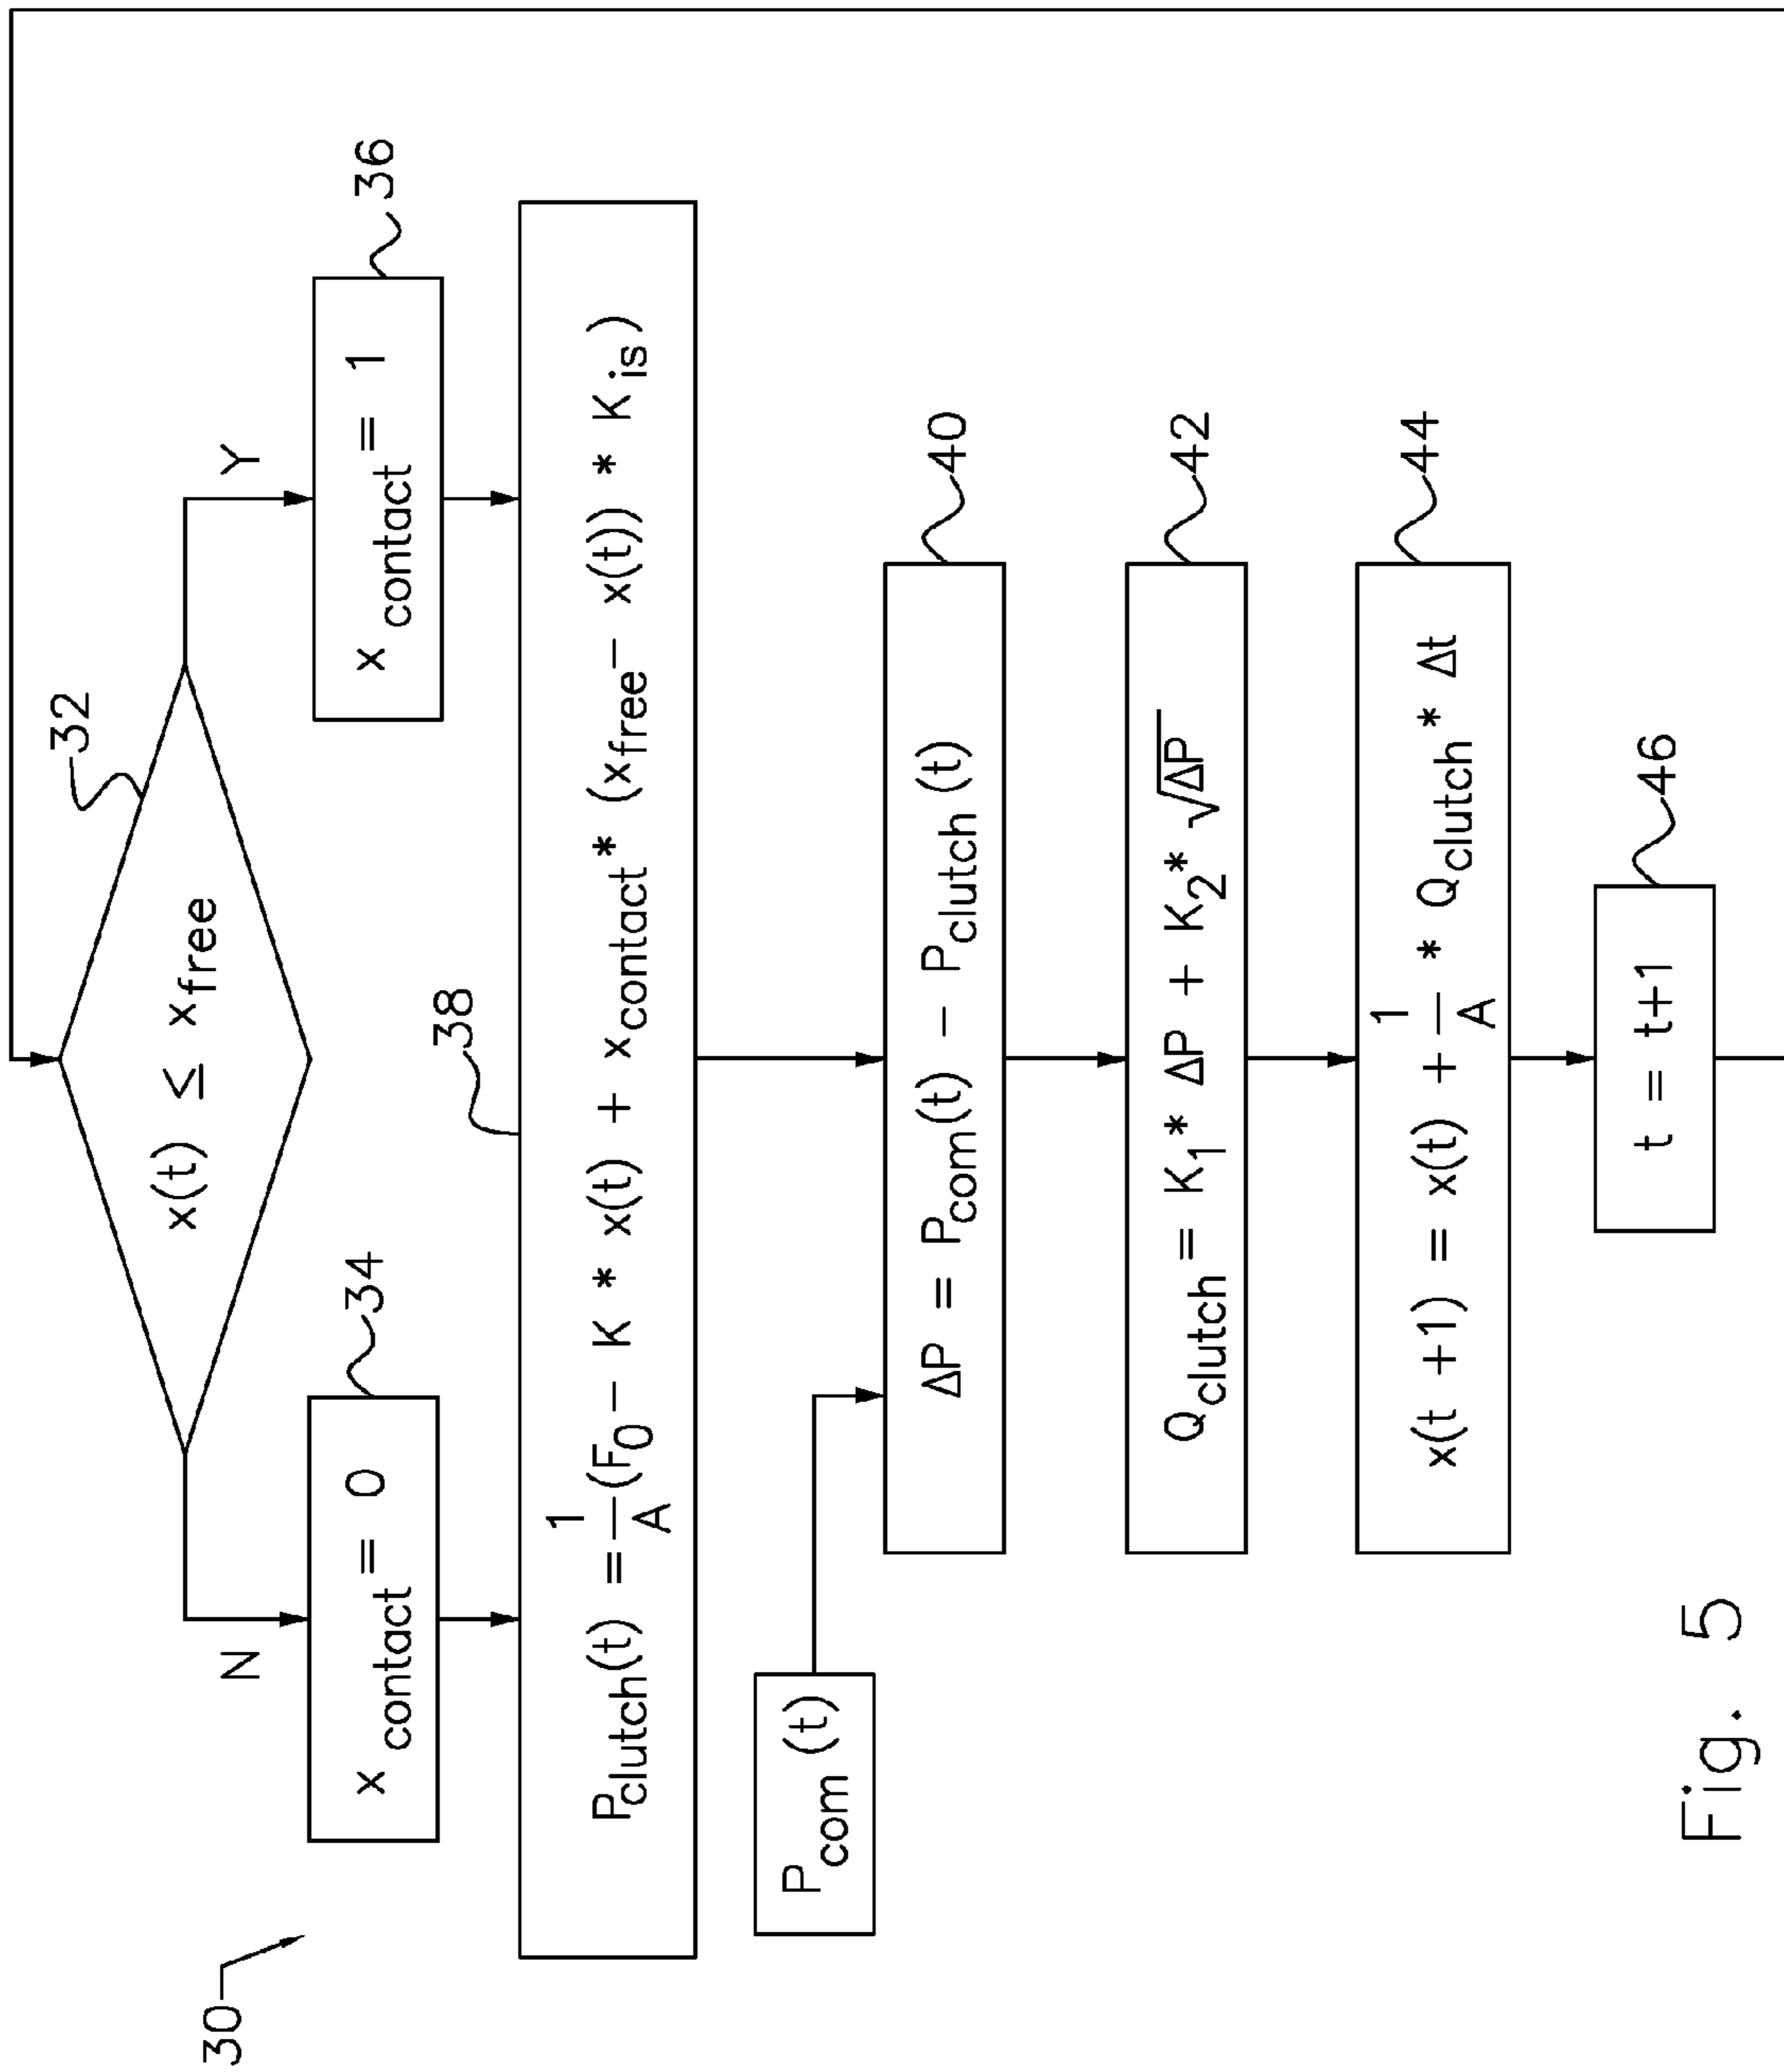 30
32
x(t) ≤ x_free
N
Y
34
x_contact = 0
36
x_contact = 1
38
P_clutch(t) = 1/A (F_0 - K * x(t) + x_contact * (x_free - x(t)) * K_is)
P_com (t)
40
ΔP = P_com(t) - P_clutch (t)
42
Q_clutch = K_1 * ΔP + K_2 * √ΔP
44
x(t +1) = x(t) + 1/A * Q_clutch * Δt
46
t = t+1
Fig. 5